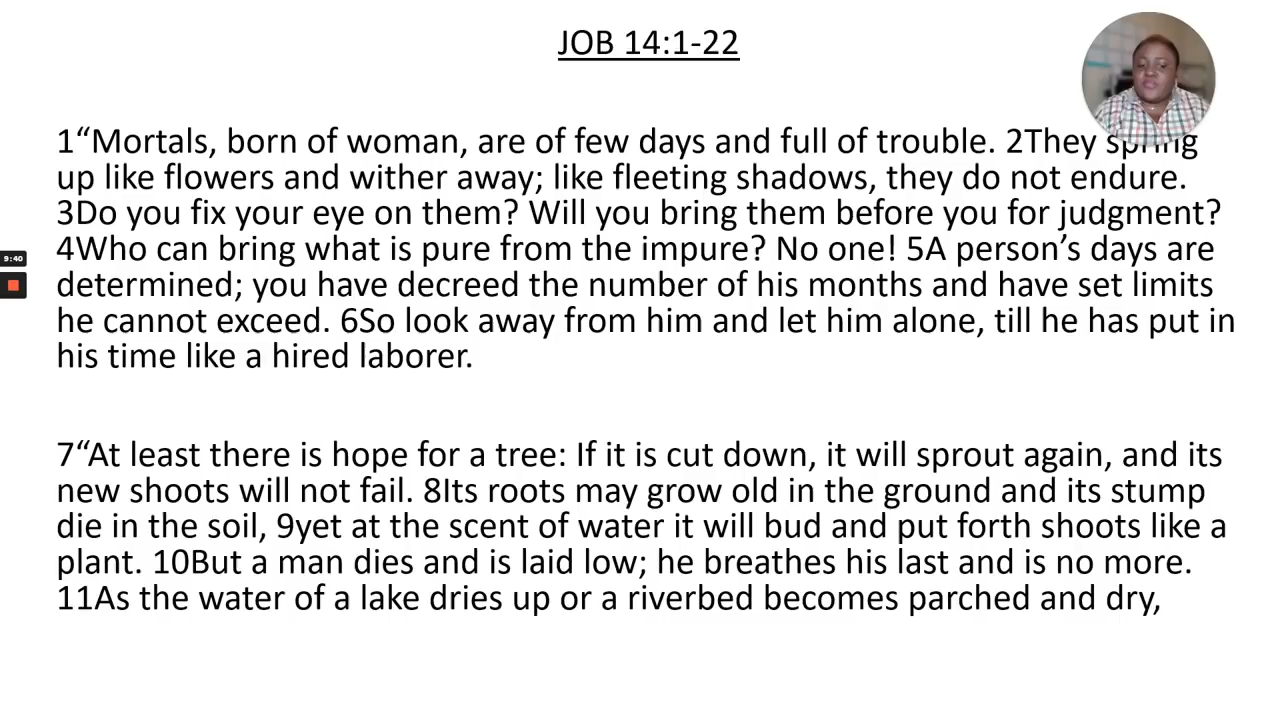 JOB 14:1-22
1“Mortals, born of woman, are of few days and full of trouble. 2They spring
up like flowers and wither away; like fleeting shadows, they do not endure.
3Do you fix your eye on them? Will you bring them before you for judgment?
4Who can bring what is pure from the impure? No one! 5A person’s days are
determined; you have decreed the number of his months and have set limits
he cannot exceed. 6So look away from him and let him alone, till he has put in
his time like a hired laborer.
7“At least there is hope for a tree: If it is cut down, it will sprout again, and its
new shoots will not fail. 8Its roots may grow old in the ground and its stump
die in the soil, 9yet at the scent of water it will bud and put forth shoots like a
plant. 10But a man dies and is laid low; he breathes his last and is no more.
11As the water of a lake dries up or a riverbed becomes parched and dry,
9:40